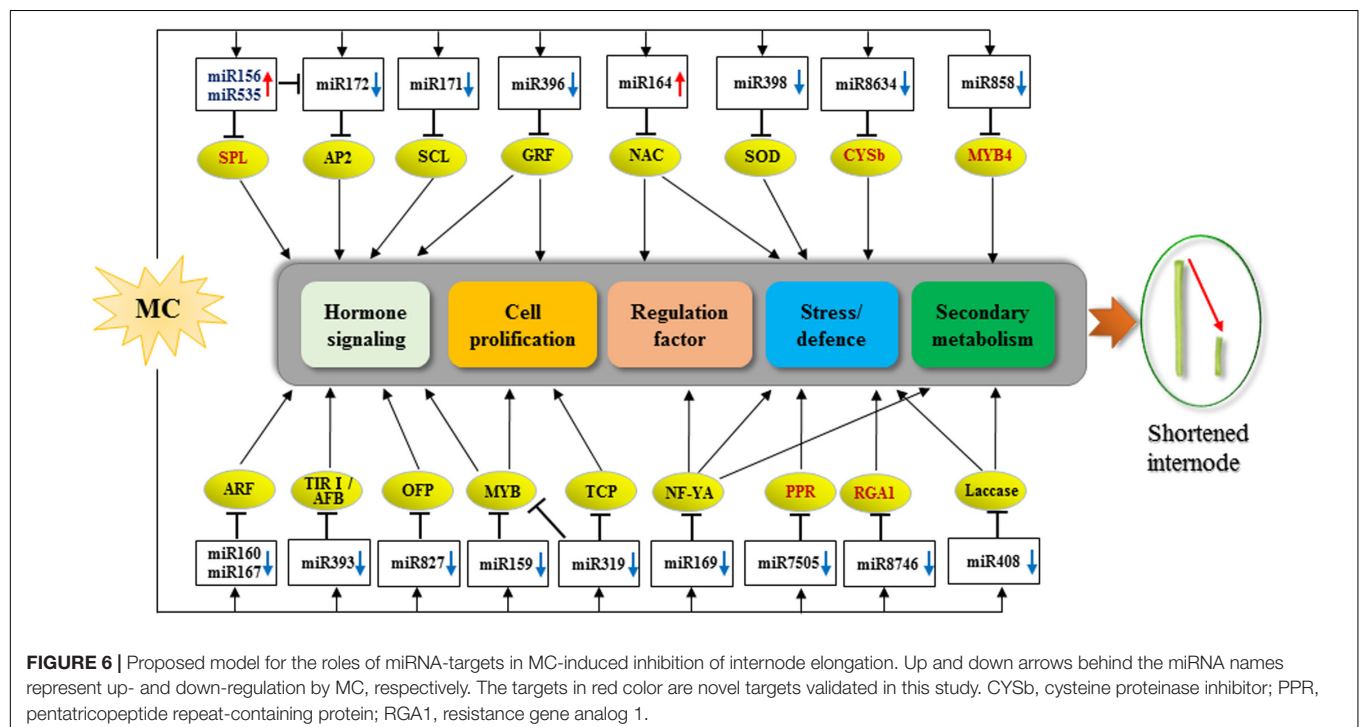 miR156
miR535
miR172
miR171
miR396
miR164
miR398
miR8634
miR858
SPL
AP2
SCL
GRF
NAC
SOD
CYSb
MYB4
MC
Hormone
signaling
Cell
prolification
Regulation
factor
Stress/
defence
Secondary
metabolism
Shortened
internode
ARF
TIR I /
AFB
OFP
MYB
TCP
NF-YA
PPR
RGA1
Laccase
miR160
miR167
miR393
miR827
miR159
miR319
miR169
miR7505
miR8746
miR408
FIGURE 6 | Proposed model for the roles of miRNA-targets in MC-induced inhibition of internode elongation. Up and down arrows behind the miRNA names
represent up- and down-regulation by MC, respectively. The targets in red color are novel targets validated in this study. CYSb, cysteine proteinase inhibitor; PPR,
pentatricopeptide repeat-containing protein; RGA1, resistance gene analog 1.